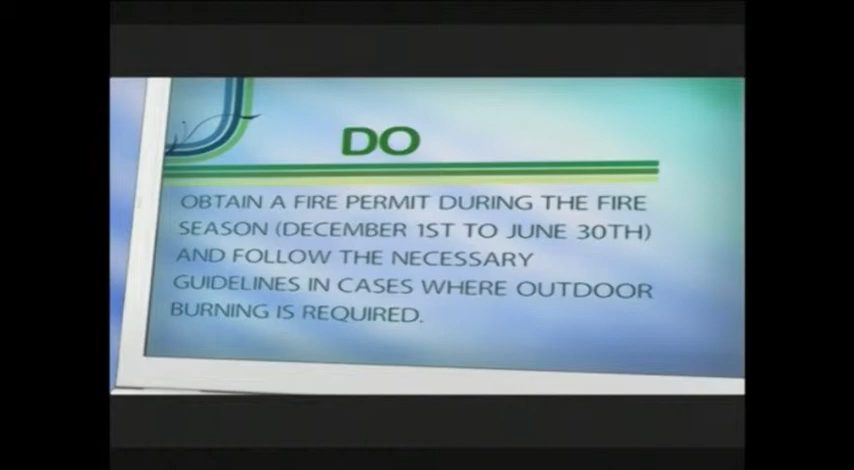 DO
OBTAIN A FIRE PERMIT DURING THE FIRE
SEASON (DECEMBER 1ST TO JUNE 30TH)
AND FOLLOW THE NECESSARY
GUIDELINES IN CASES WHERE OUTDOOR
BURNING IS REQUIRED.